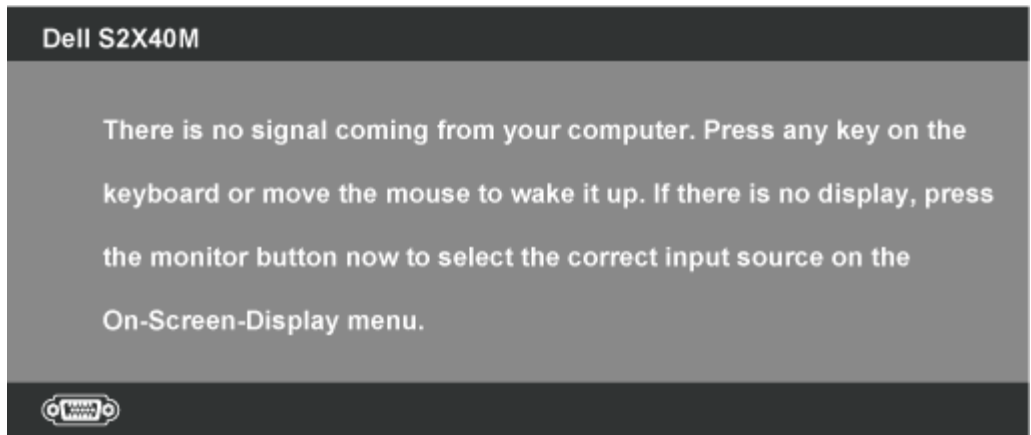 Dell S2X40M
There is no signal coming from your computer. Press any key on the
keyboard or move the mouse to wake it up. If there is no display, press
the monitor button now to select the correct input source on the
On-Screen-Display menu.